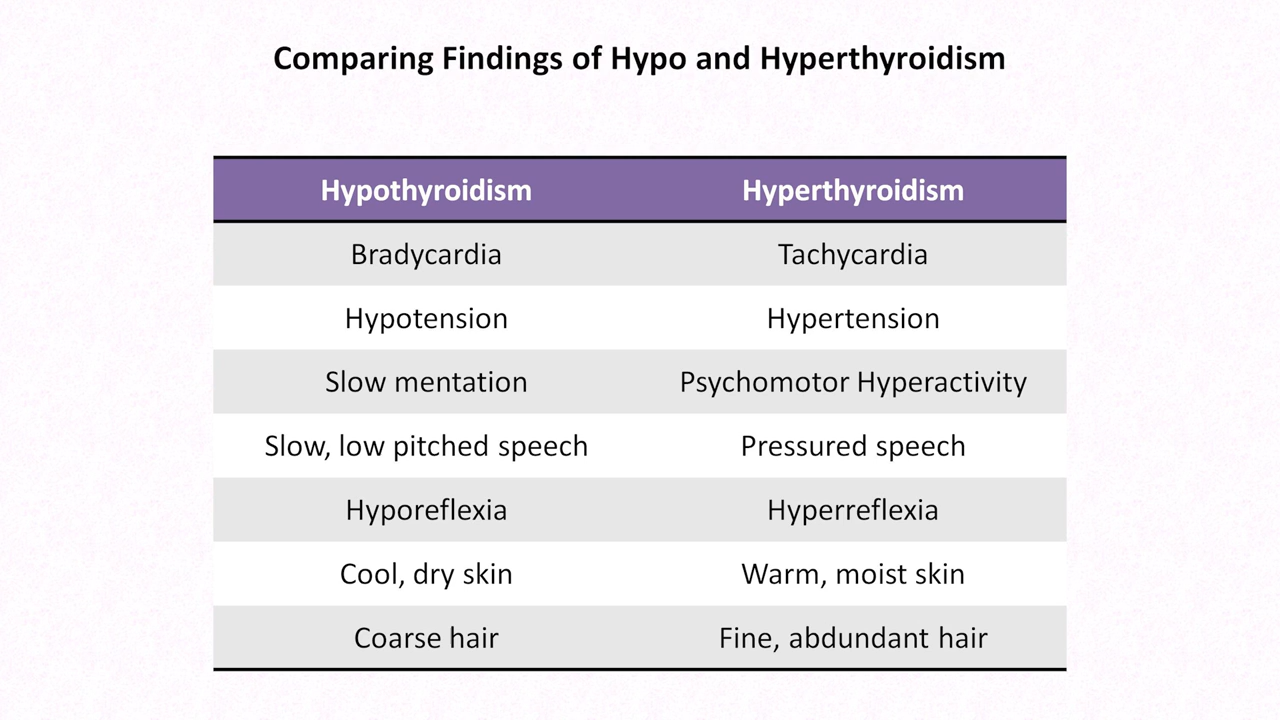 Comparing Findings of Hypo and Hyperthyroidism
Hypothyroidism Hyperthyroidism
Bradycardia Tachycardia
Hypotension Hypertension
Slow mentation Psychomotor Hyperactivity
Slow, low pitched speech Pressured speech
Hyporeflexia Hyperreflexia
Cool, dry skin Warm, moist skin
Coarse hair Fine, abdundant hair